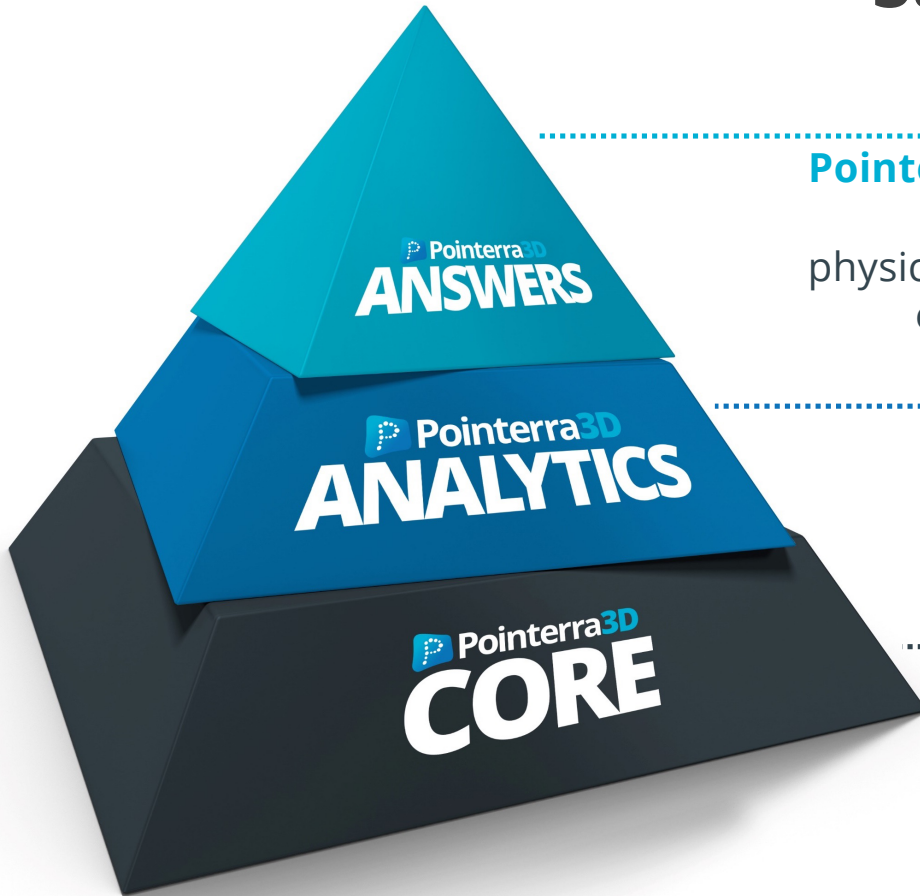 Pointerra3D
ANSWERS
physic
Pointerra3D
ANALYTICS
Pointerra3D
CORE